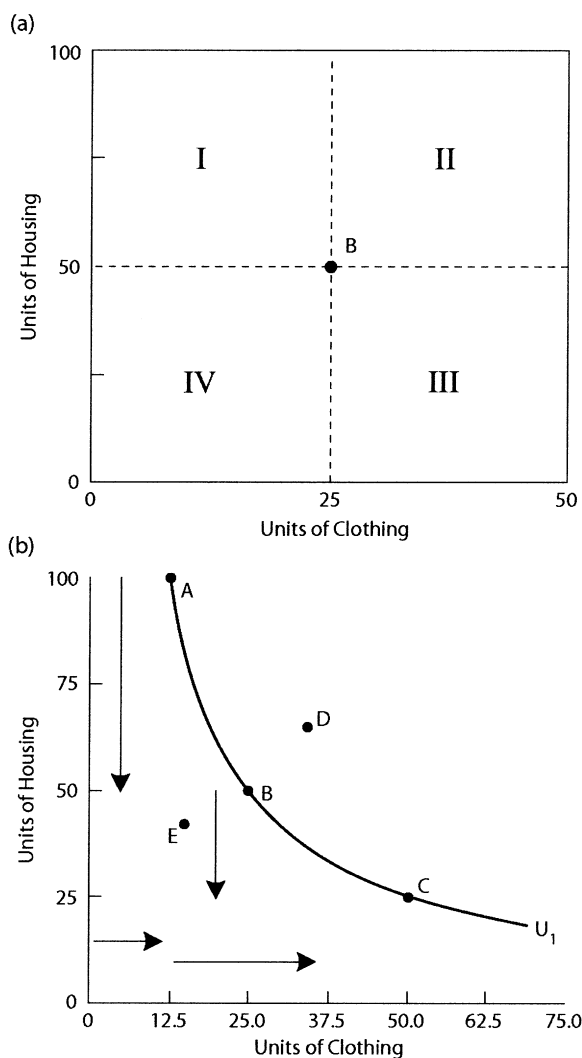 (a)
100
I
II
B
Units of Housing
50
IV
III
0
0
25
50
Units of Clothing
(b)
100
A
75
D
Units of Housing
50
B
E
25
C
U1
0
0
12.5
25.0
37.5
50.0
62.5
75.0
Units of Clothing